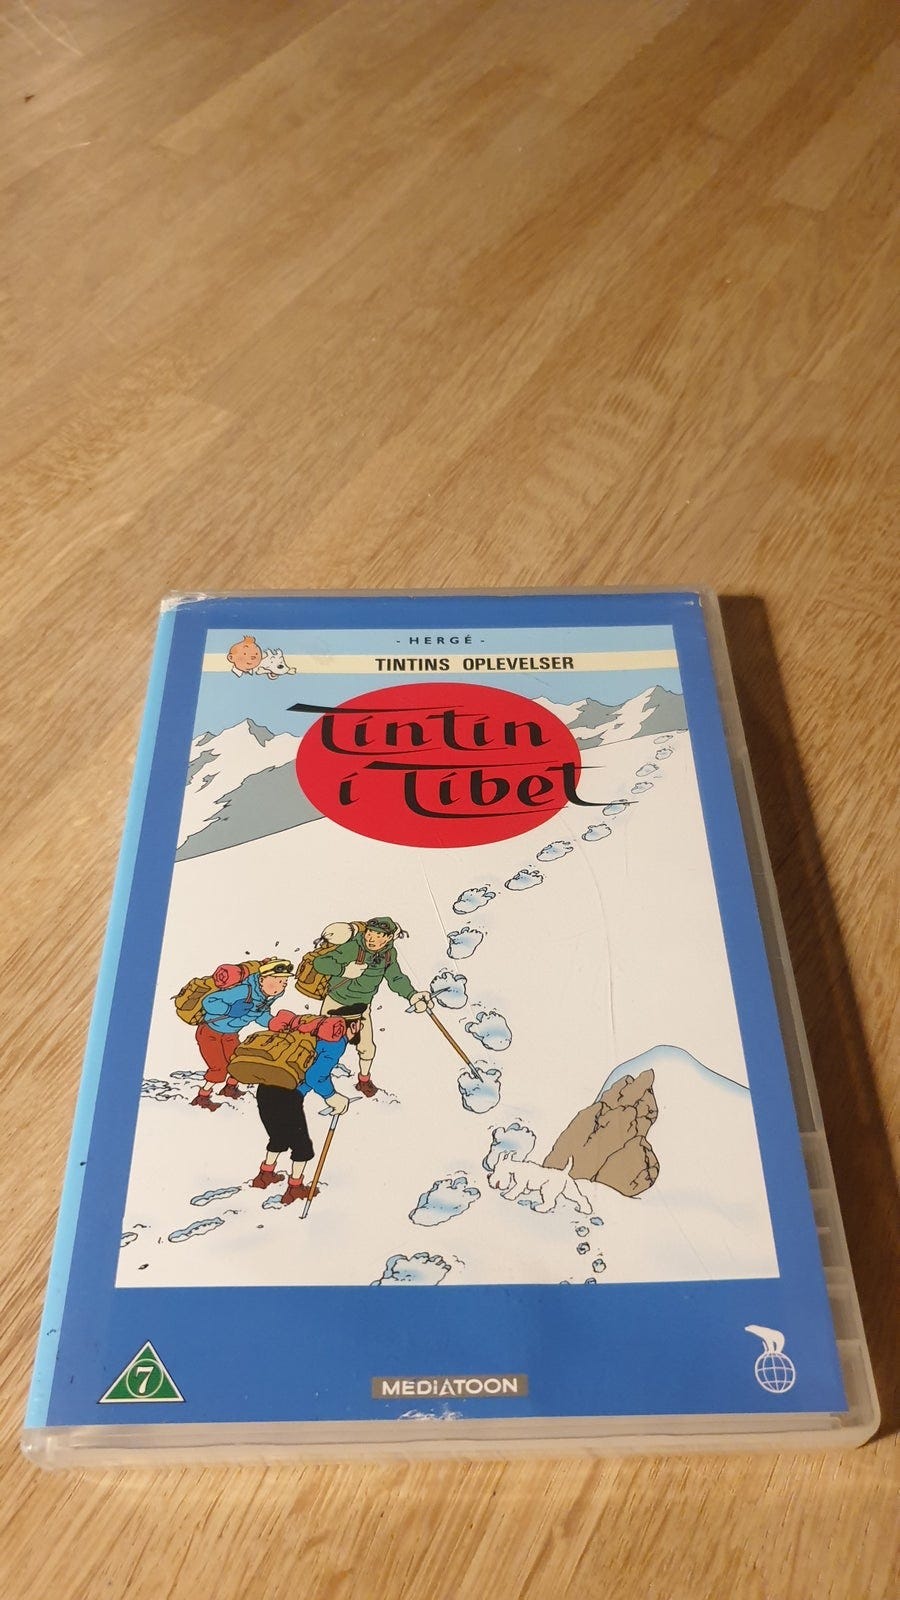 - HERGÉ -
TINTINS OPLEVELSER
Tintin
i Tibet
7
MEDIATOON